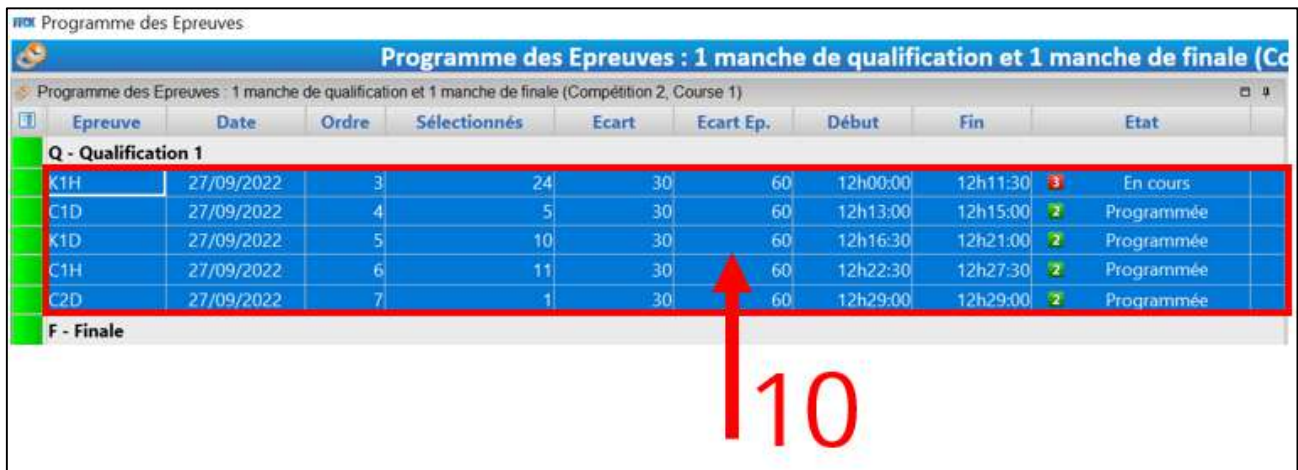 FFCK Programme des Epreuves
Programme des Epreuves : 1 manche de qualification et 1 manche de finale (Co
Programme des Epreuves : 1 manche de qualification et 1 manche de finale (Compétition 2, Course 1)
Epreuve Date Ordre Sélectionnés Ecart Ecart Ep. Début Fin Etat
Q - Qualification 1
K1H 27/09/2022 3 24 30 60 12h00:00 12h11:30 3 En cours
C1D 27/09/2022 4 5 30 60 12h13:00 12h15:00 2 Programmée
K1D 27/09/2022 5 10 30 60 12h16:30 12h21:00 2 Programmée
C1H 27/09/2022 6 11 30 60 12h22:30 12h27:30 2 Programmée
C2D 27/09/2022 7 1 30 60 12h29:00 12h29:00 2 Programmée
F - Finale
10